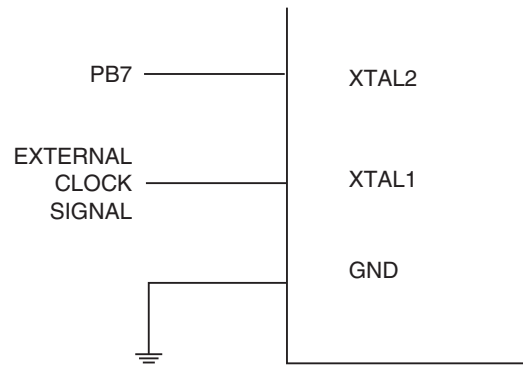 PB7
XTAL2
EXTERNAL
CLOCK
SIGNAL
XTAL1
GND